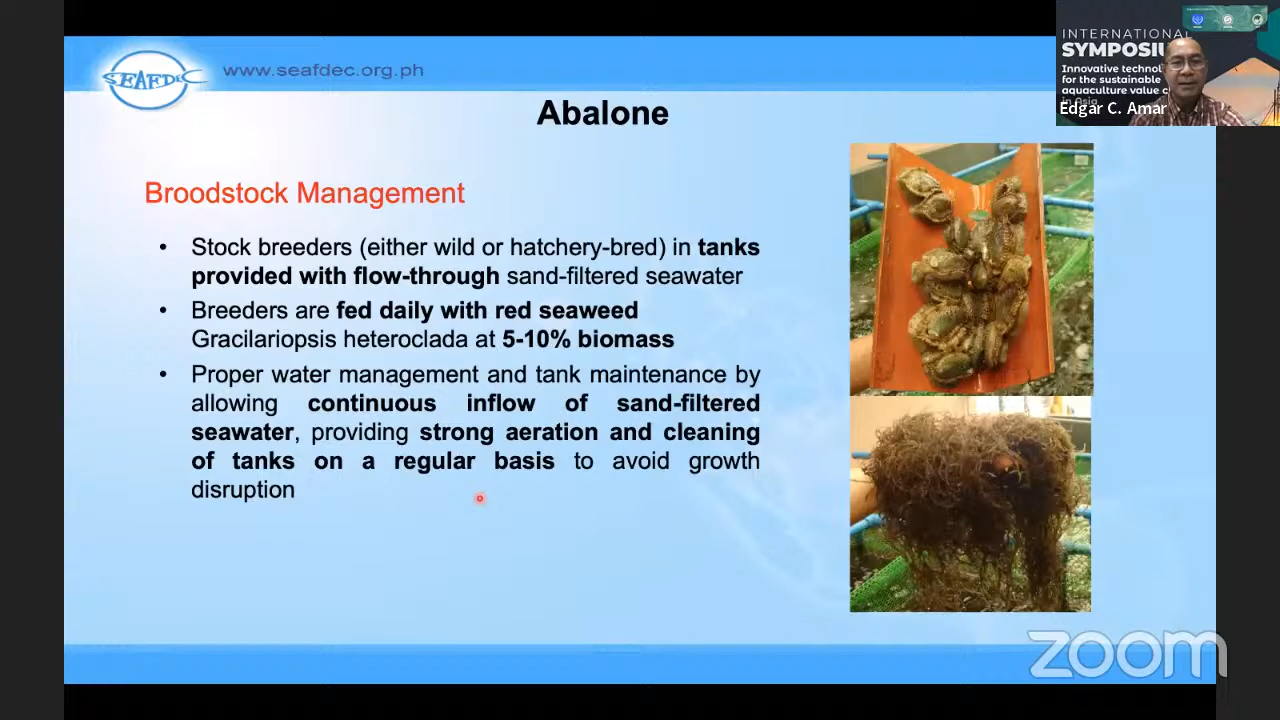 SEAFDEC
www.seafdec.org.ph
INTERNATIONAL
SYMPOSIU
Innovative technol
for the sustainable
aquaculture value c
in Asia
Edgar C. Amar
Abalone
Broodstock Management
• Stock breeders (either wild or hatchery-bred) in tanks
provided with flow-through sand-filtered seawater
• Breeders are fed daily with red seaweed
Gracilariopsis heteroclada at 5-10% biomass
• Proper water management and tank maintenance by
allowing continuous inflow of sand-filtered
seawater, providing strong aeration and cleaning
of tanks on a regular basis to avoid growth
disruption
zoom